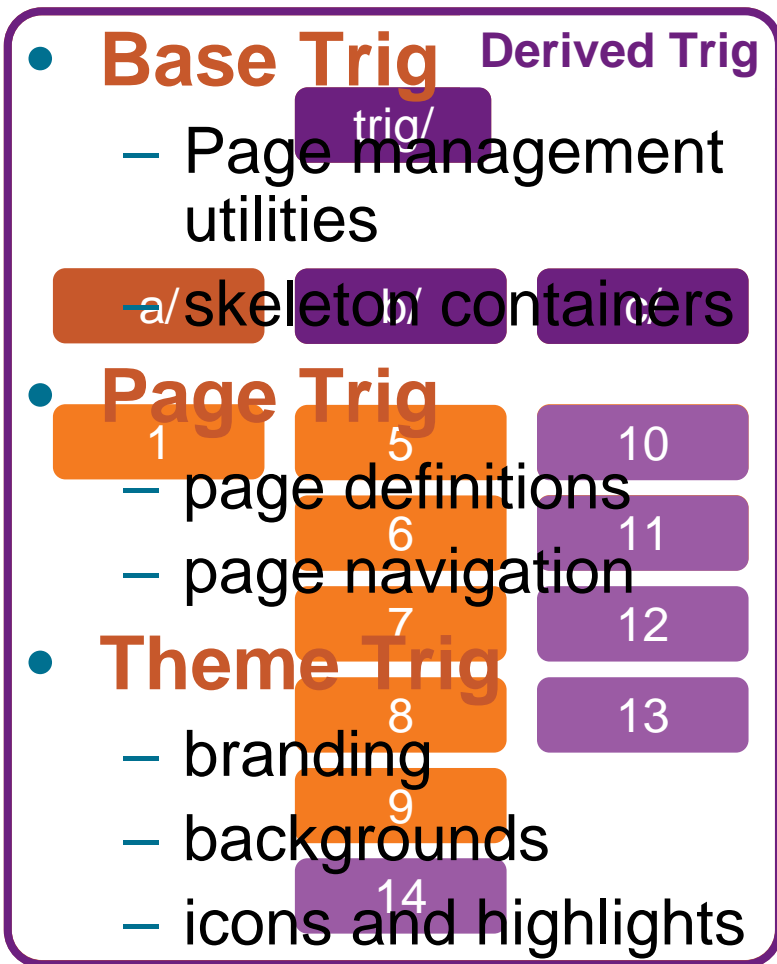 • Base Trig
Derived Trig
trig/
– Page management
utilities
a/ b/ c/
– skeleton containers
• Page Trig
1 5 10
– page definitions
6 11
– page navigation
7 12
• Theme Trig
8 13
– branding
9
– backgrounds
14
– icons and highlights